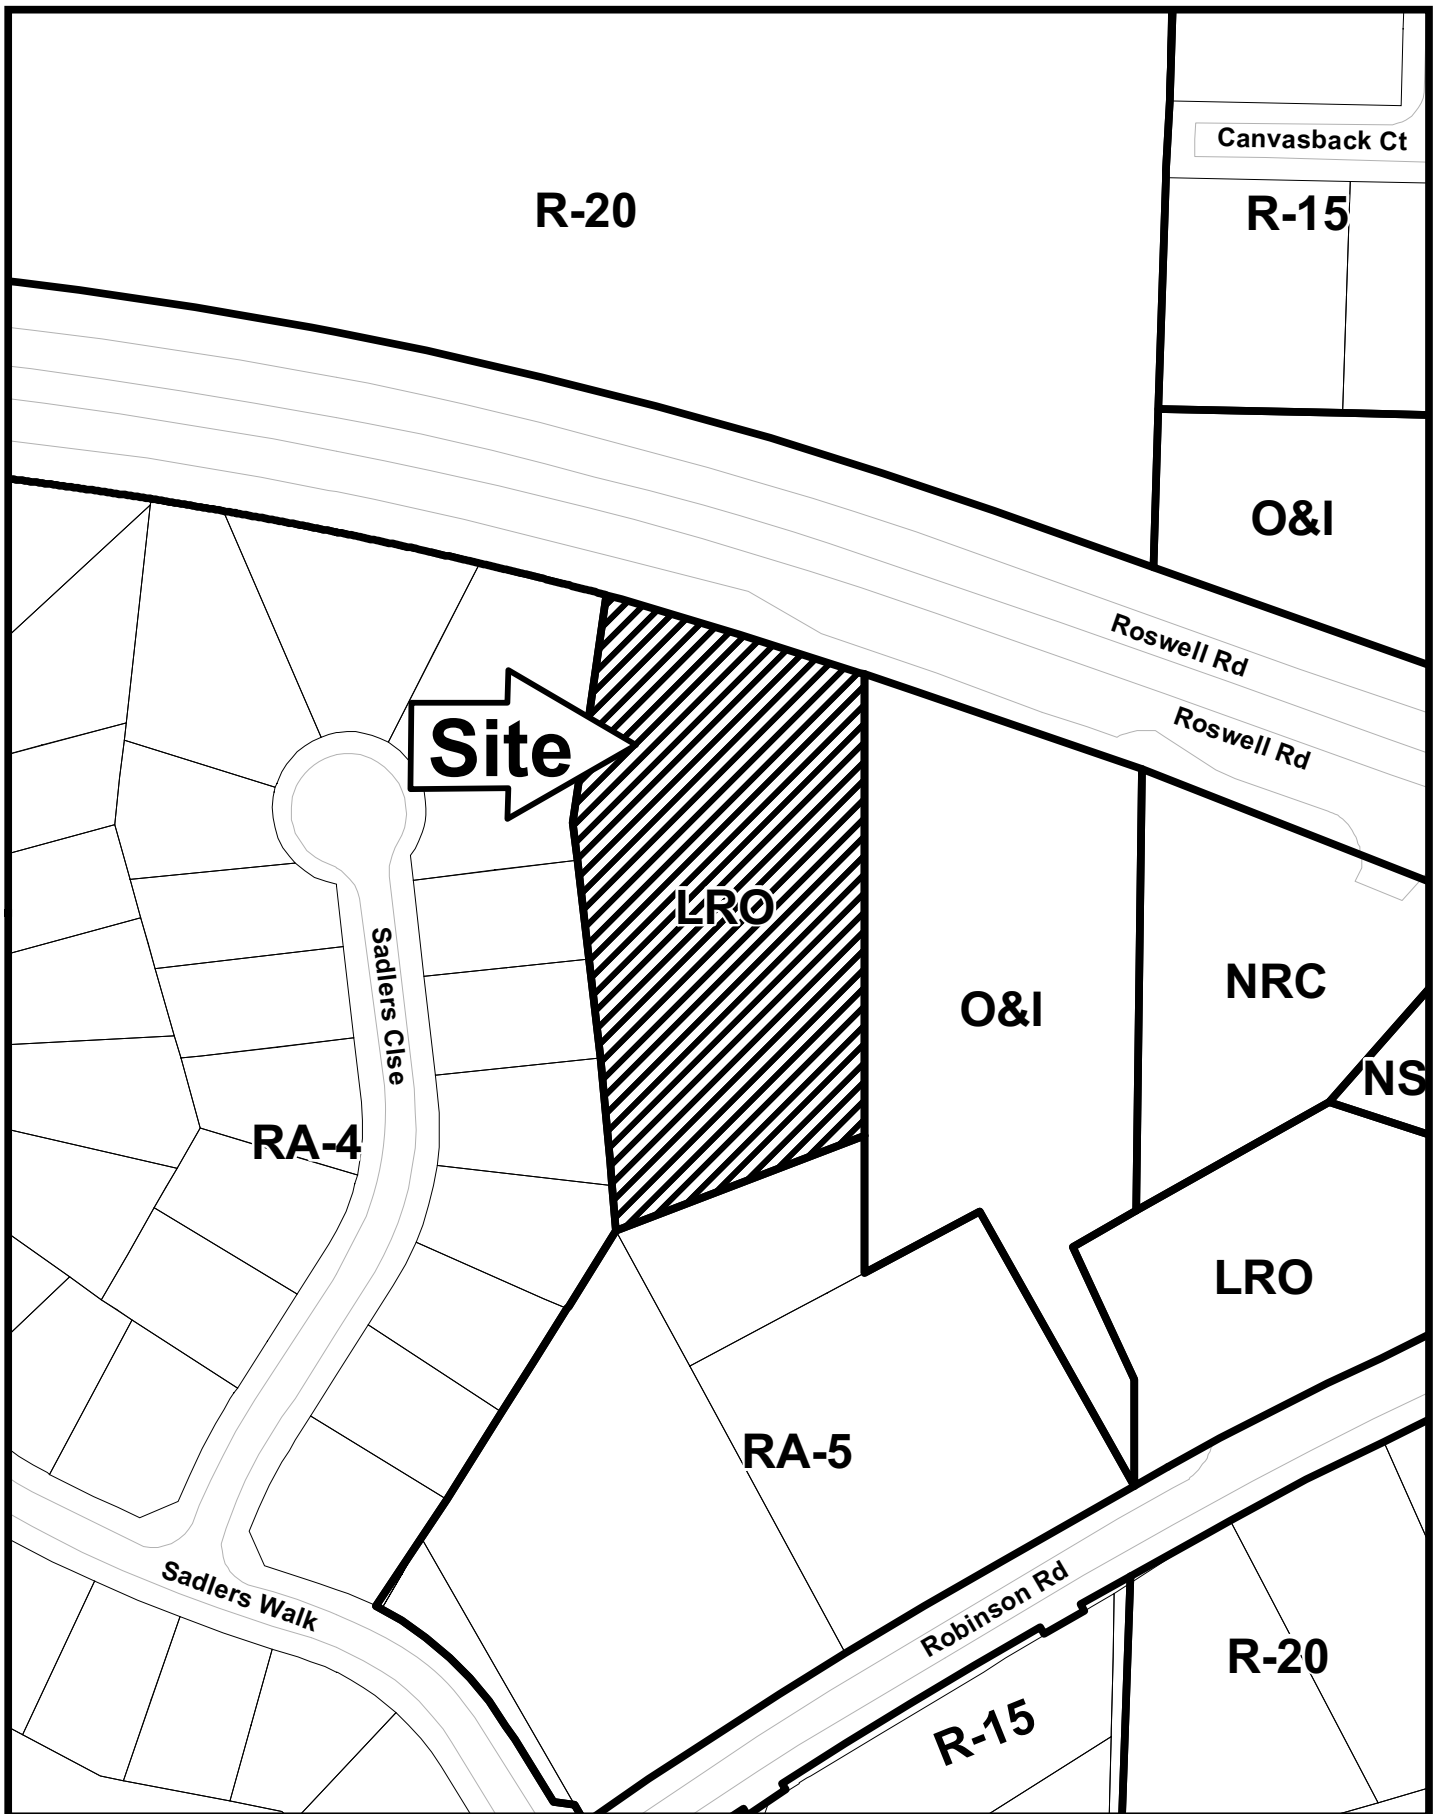 Canvasback Ct
R-20
R-15
O&I
Roswell Rd
Roswell Rd
Site
LRO
Sadlers Clse
NRC
O&I
NS
RA-4
LRO
RA-5
Sadlers Walk
Robinson Rd
R-20
R-15